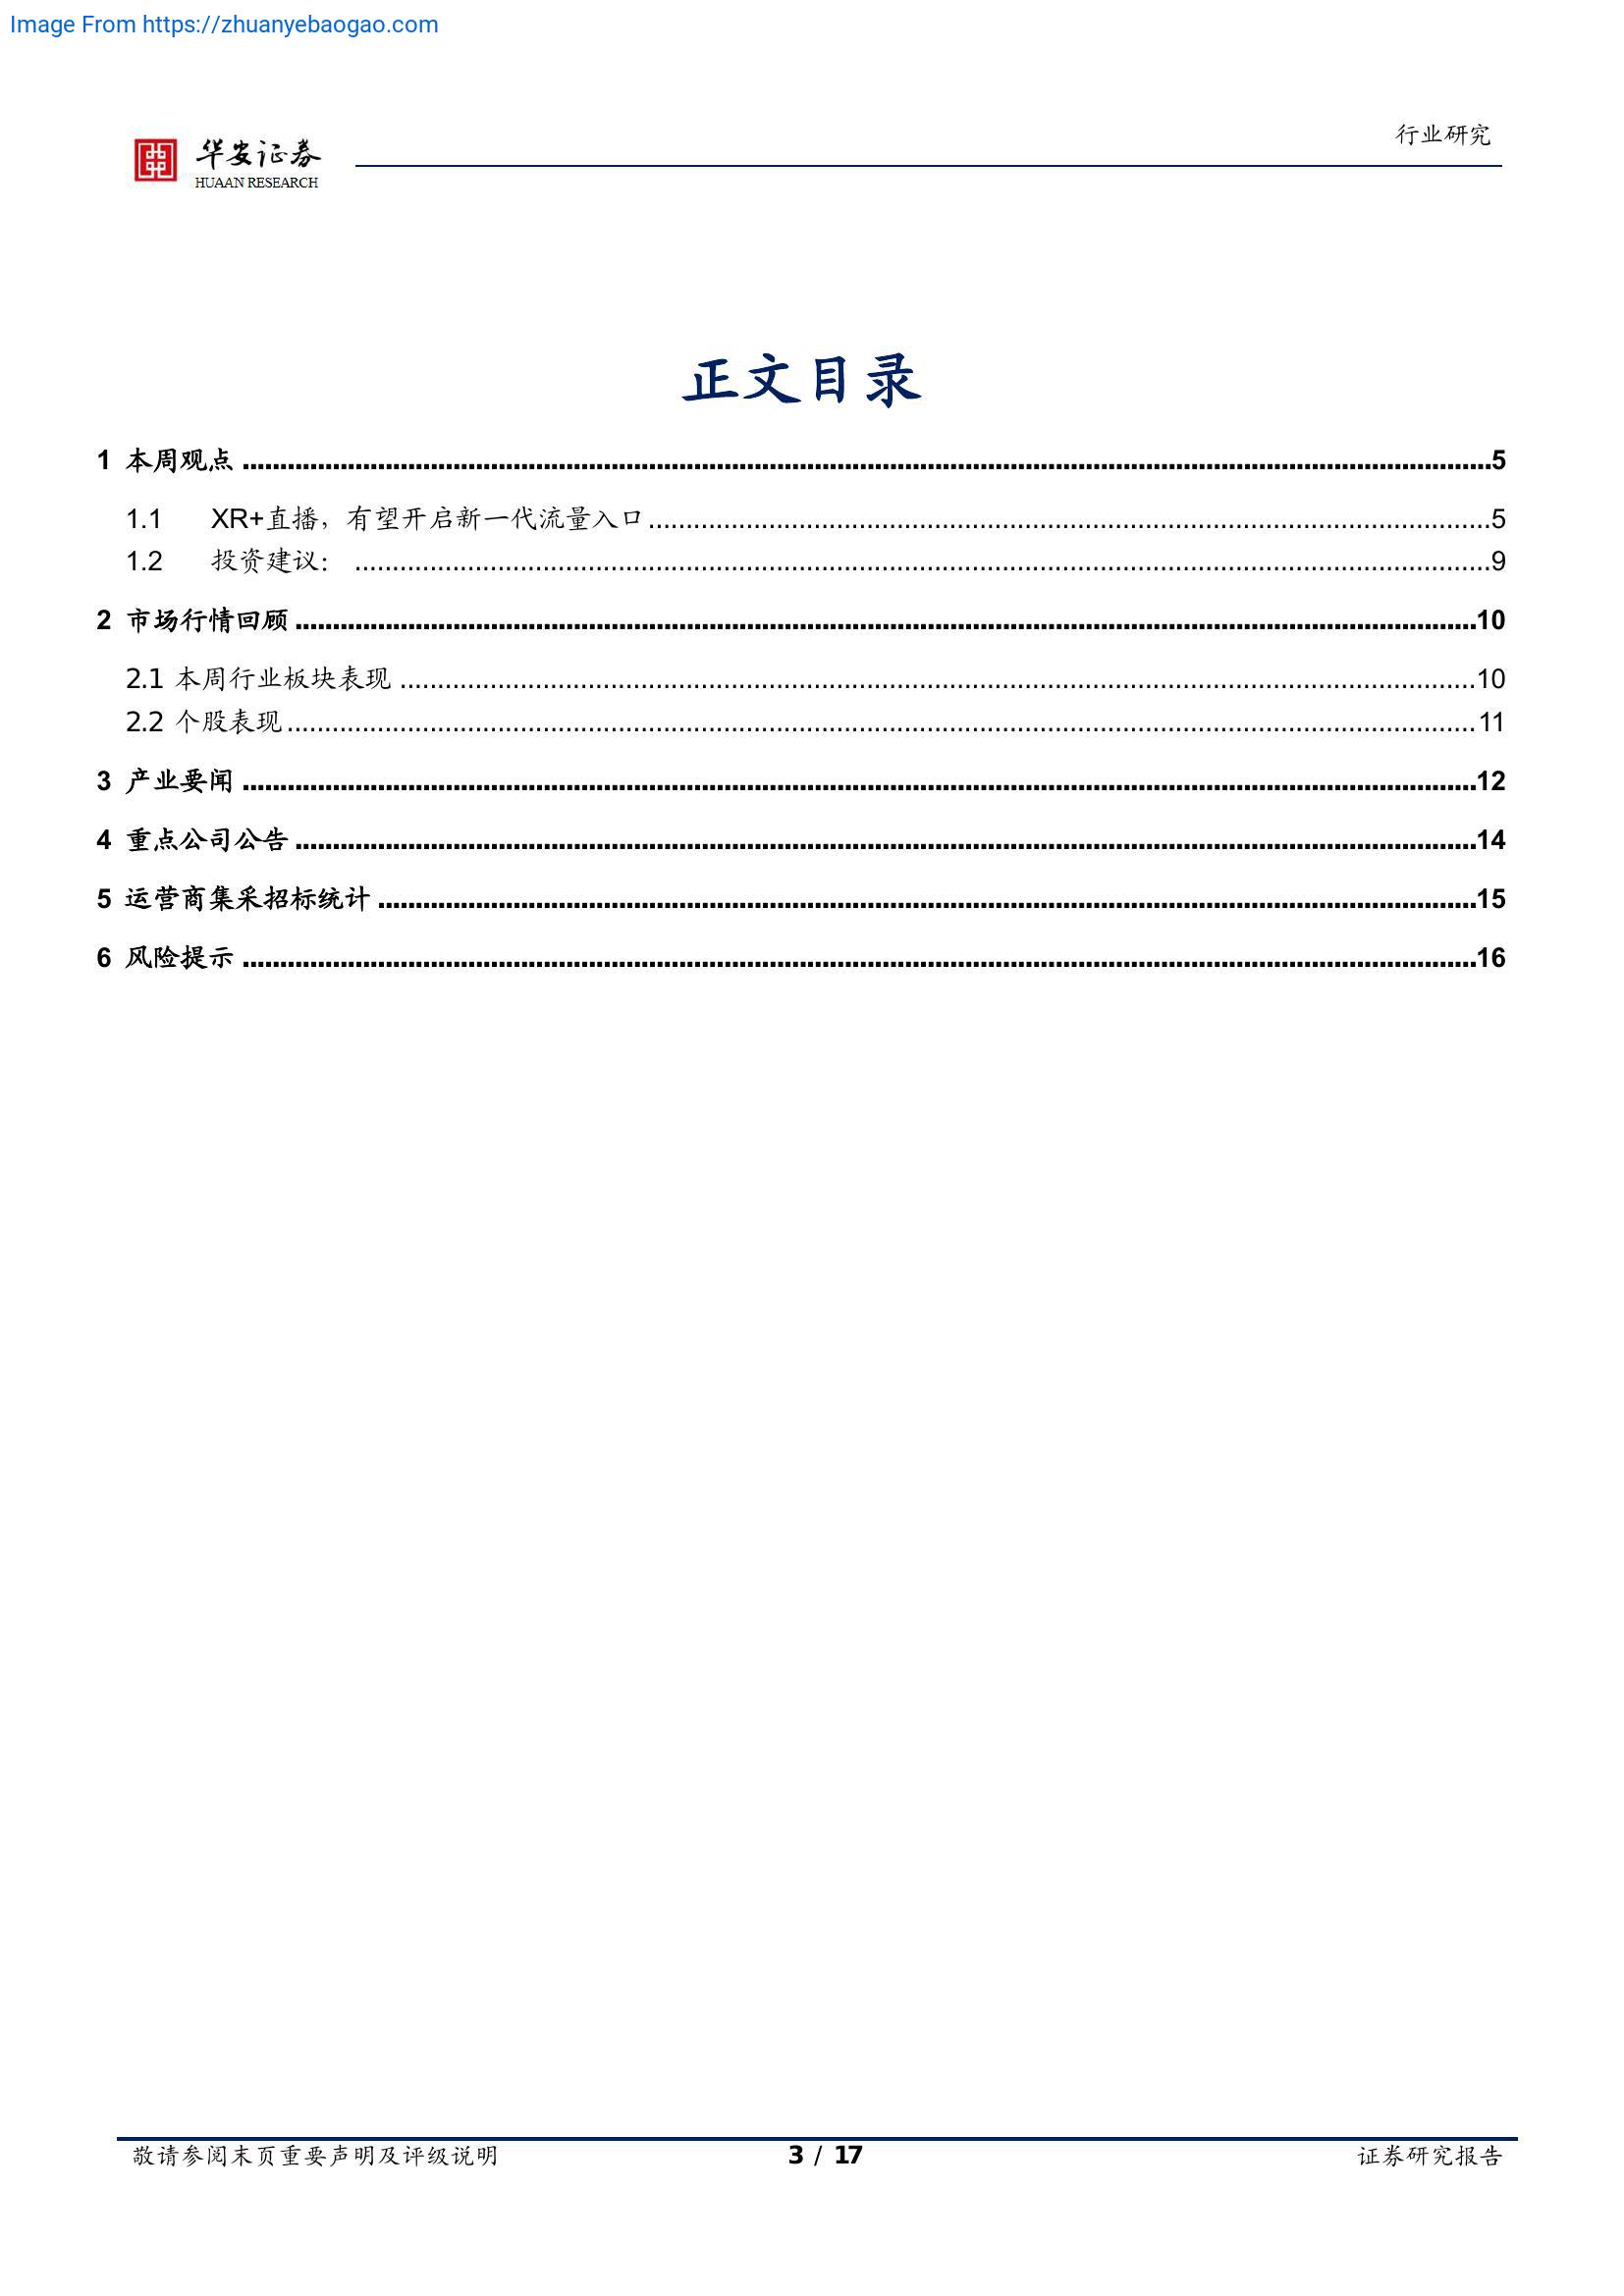 Image From https://zhuanyebaogao.com
行业研究
华安证券
HUAAN RESEARCH
正文目录
1 本周观点 ........................................................ 5
1.1 XR+直播，有望开启新一代流量入口 ........................................................ 5
1.2 投资建议： ........................................................ 9
2 市场行情回顾 ........................................................ 10
2.1 本周行业板块表现 ........................................................ 10
2.2 个股表现 ........................................................ 11
3 产业要闻 ........................................................ 12
4 重点公司公告 ........................................................ 14
5 运营商集采招标统计 ........................................................ 15
6 风险提示 ........................................................ 16
敬请参阅末页重要声明及评级说明 3 / 17 证券研究报告